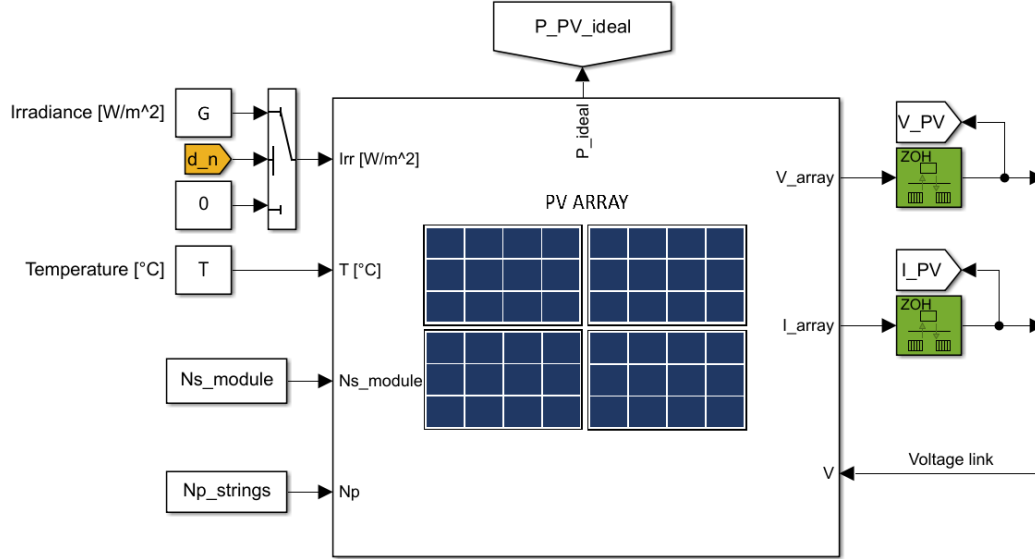 P_PV_ideal
Irradiance [W/m^2]
G
d_n
0
Irr [W/m^2]
P_ideal
V_array
V_PV
ZOH
PV ARRAY
Temperature [°C]
T
T [°C]
I_PV
ZOH
I_array
Ns_module
Ns_module
Np_strings
Np
V
Voltage link